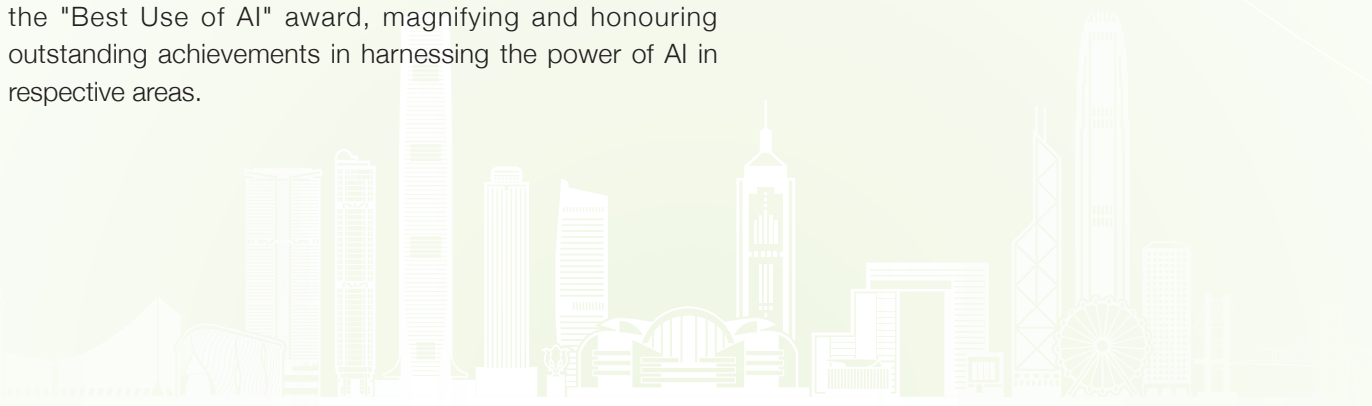 the "Best Use of AI" award, magnifying and honouring
outstanding achievements in harnessing the power of AI in
respective areas.